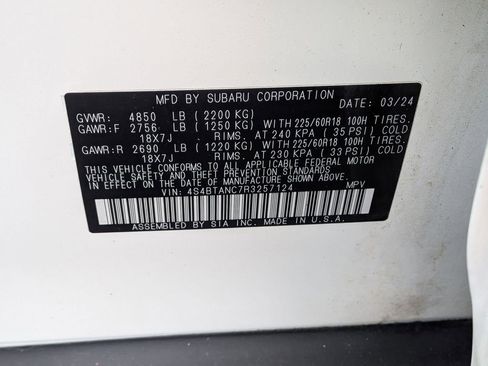 MFD BY SUBARU CORPORATION DATE: 03/24
GVWR: 4850 LB (2200 KG)
GAWR:F 2756 LB (1250 KG) WITH 225/60R18 100H TIRES.
18X7J RIMS. AT 240 KPA ( 35 PSI) COLD
GAWR:R 2690 LB (1220 KG) WITH 225/60R18 100H TIRES.
18X7J RIMS. AT 230 KPA ( 33 PSI) COLD
THIS VEHICLE CONFORMS TO ALL APPLICABLE FEDERAL MOTOR
VEHICLE SAFETY, BUMPER, AND THEFT PREVENTION
STANDARDS IN EFFECT ON THE DATE OF MANUFACTURE SHOWN ABOVE.
VIN: 4S4BTANC7R3257124 MPV
ASSEMBLED BY SIA INC. MADE IN U.S.A.